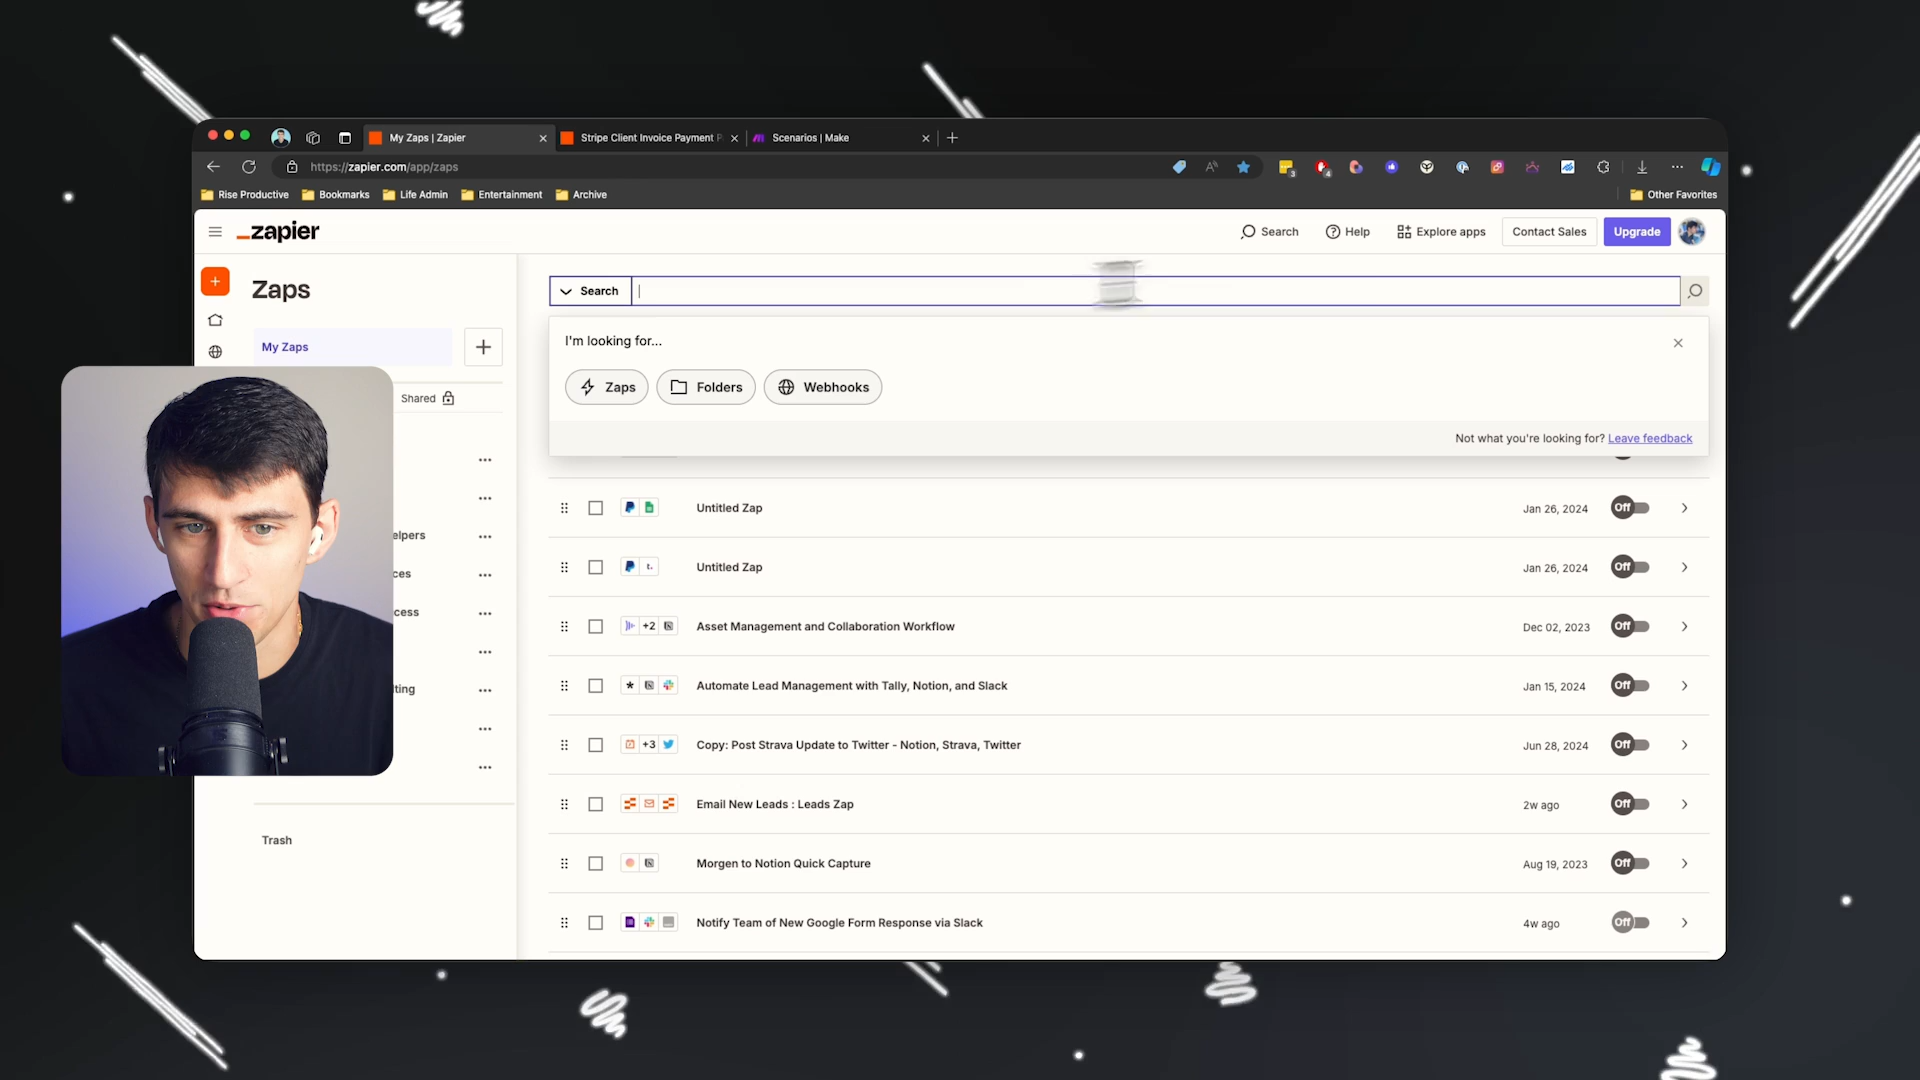 My Zaps | Zapier
Stripe Client Invoice Payment
Scenarios | Make
https://zapier.com/app/zaps
3
4
Rise Productive
Bookmarks
Life Admin
Entertainment
Archive
Other Favorites
zapier
Search
Help
Explore apps
Contact Sales
Upgrade
Zaps
Search
My Zaps
I'm looking for...
Zaps
Folders
Webhooks
Shared
Not what you're looking for? Leave feedback
Untitled Zap
Jan 26, 2024
Off
elpers
Untitled Zap
Jan 26, 2024
Off
ces
t.
cess
+2
Asset Management and Collaboration Workflow
Dec 02, 2023
Off
lting
Automate Lead Management with Tally, Notion, and Slack
Jan 15, 2024
Off
+3
Copy: Post Strava Update to Twitter - Notion, Strava, Twitter
Jun 28, 2024
Off
Email New Leads : Leads Zap
2w ago
Off
Trash
Morgen to Notion Quick Capture
Aug 19, 2023
Off
Notify Team of New Google Form Response via Slack
4w ago
Off